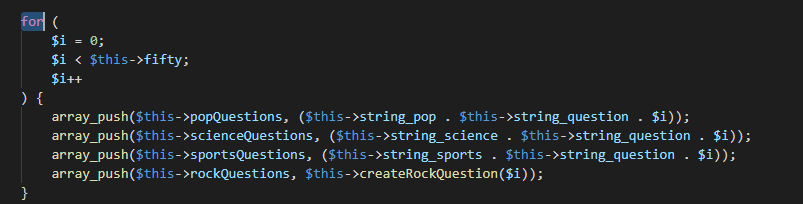 for (
$i = 0;
$i < $this->fifty;
$i++
) {
array_push($this->popQuestions, ($this->string_pop . $this->string_question . $i));
array_push($this->scienceQuestions, ($this->string_science . $this->string_question . $i));
array_push($this->sportsQuestions, ($this->string_sports . $this->string_question . $i));
array_push($this->rockQuestions, $this->createRockQuestion($i));
}